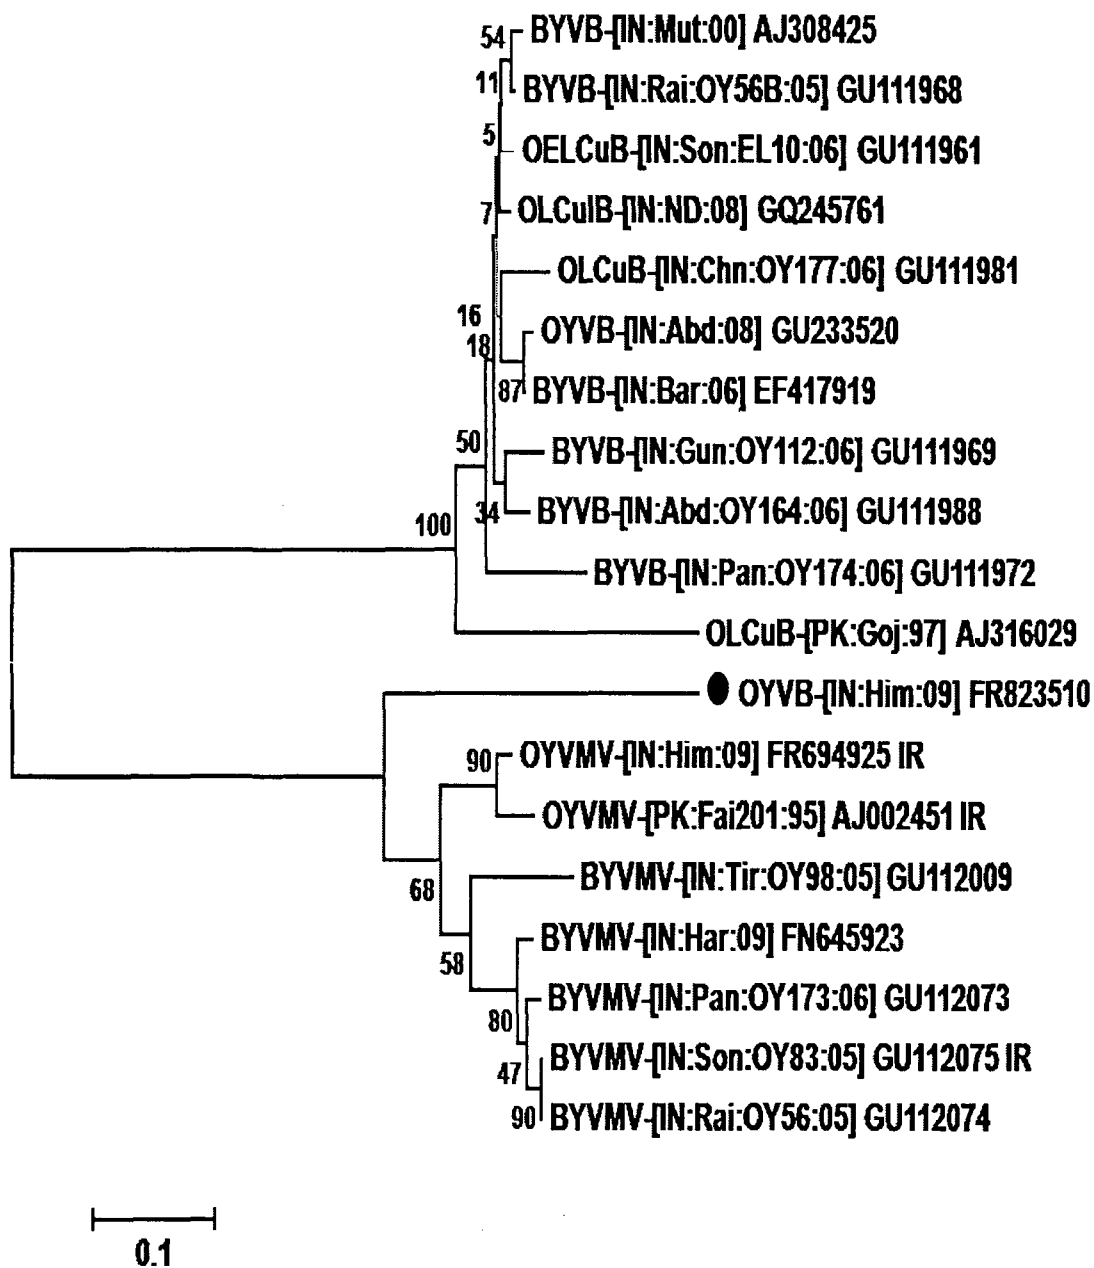 54
BYVB-[IN:Mut:00] AJ308425
11
BYVB-[IN:Rai:OY56B:05] GU111968
5
OELCuB-[IN:Son:EL10:06] GU111961
7
OLCulB-[IN:ND:08] GQ245761
OLCuB-[IN:Chn:OY177:06] GU111981
16
OYVB-[IN:Abd:08] GU233520
18
87
BYVB-[IN:Bar:06] EF417919
50
BYVB-[IN:Gun:OY112:06] GU111969
34
BYVB-[IN:Abd:OY164:06] GU111988
100
BYVB-[IN:Pan:OY174:06] GU111972
OLCuB-[PK:Goj:97] AJ316029
OYVB-[IN:Him:09] FR823510
90
OYVMV-[IN:Him:09] FR694925 IR
OYVMV-[PK:Fai201:95] AJ002451 IR
BYVMV-[IN:Tir:OY98:05] GU112009
68
BYVMV-[IN:Har:09] FN645923
58
BYVMV-[IN:Pan:OY173:06] GU112073
80
BYVMV-[IN:Son:OY83:05] GU112075 IR
47
90
BYVMV-[IN:Rai:OY56:05] GU112074
0.1